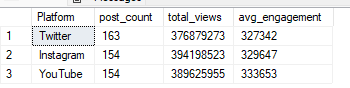 Platform post_count total_views avg_engagement
1 Twitter 163 376879273 327342
2 Instagram 154 394198523 329647
3 YouTube 154 389625955 333653